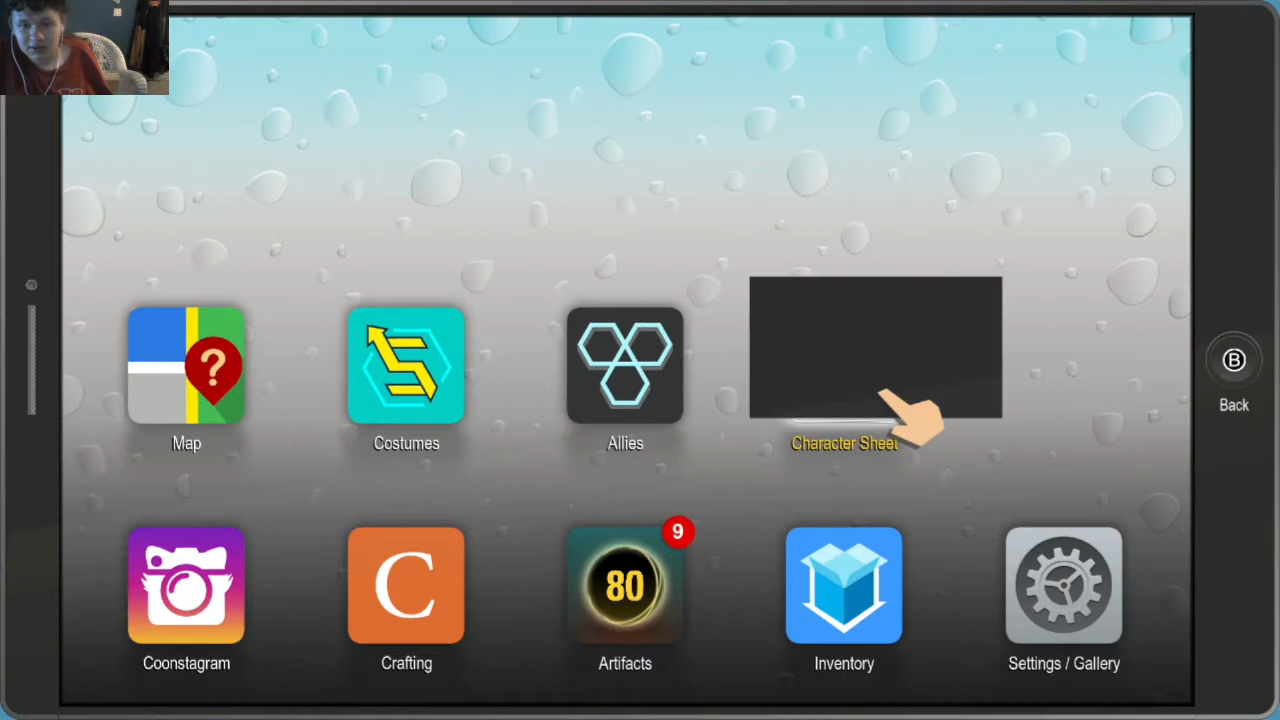 ?
Map
Costumes
Allies
Character Sheet
B
Back
9
C
80
Coonstagram
Crafting
Artifacts
Inventory
Settings / Gallery